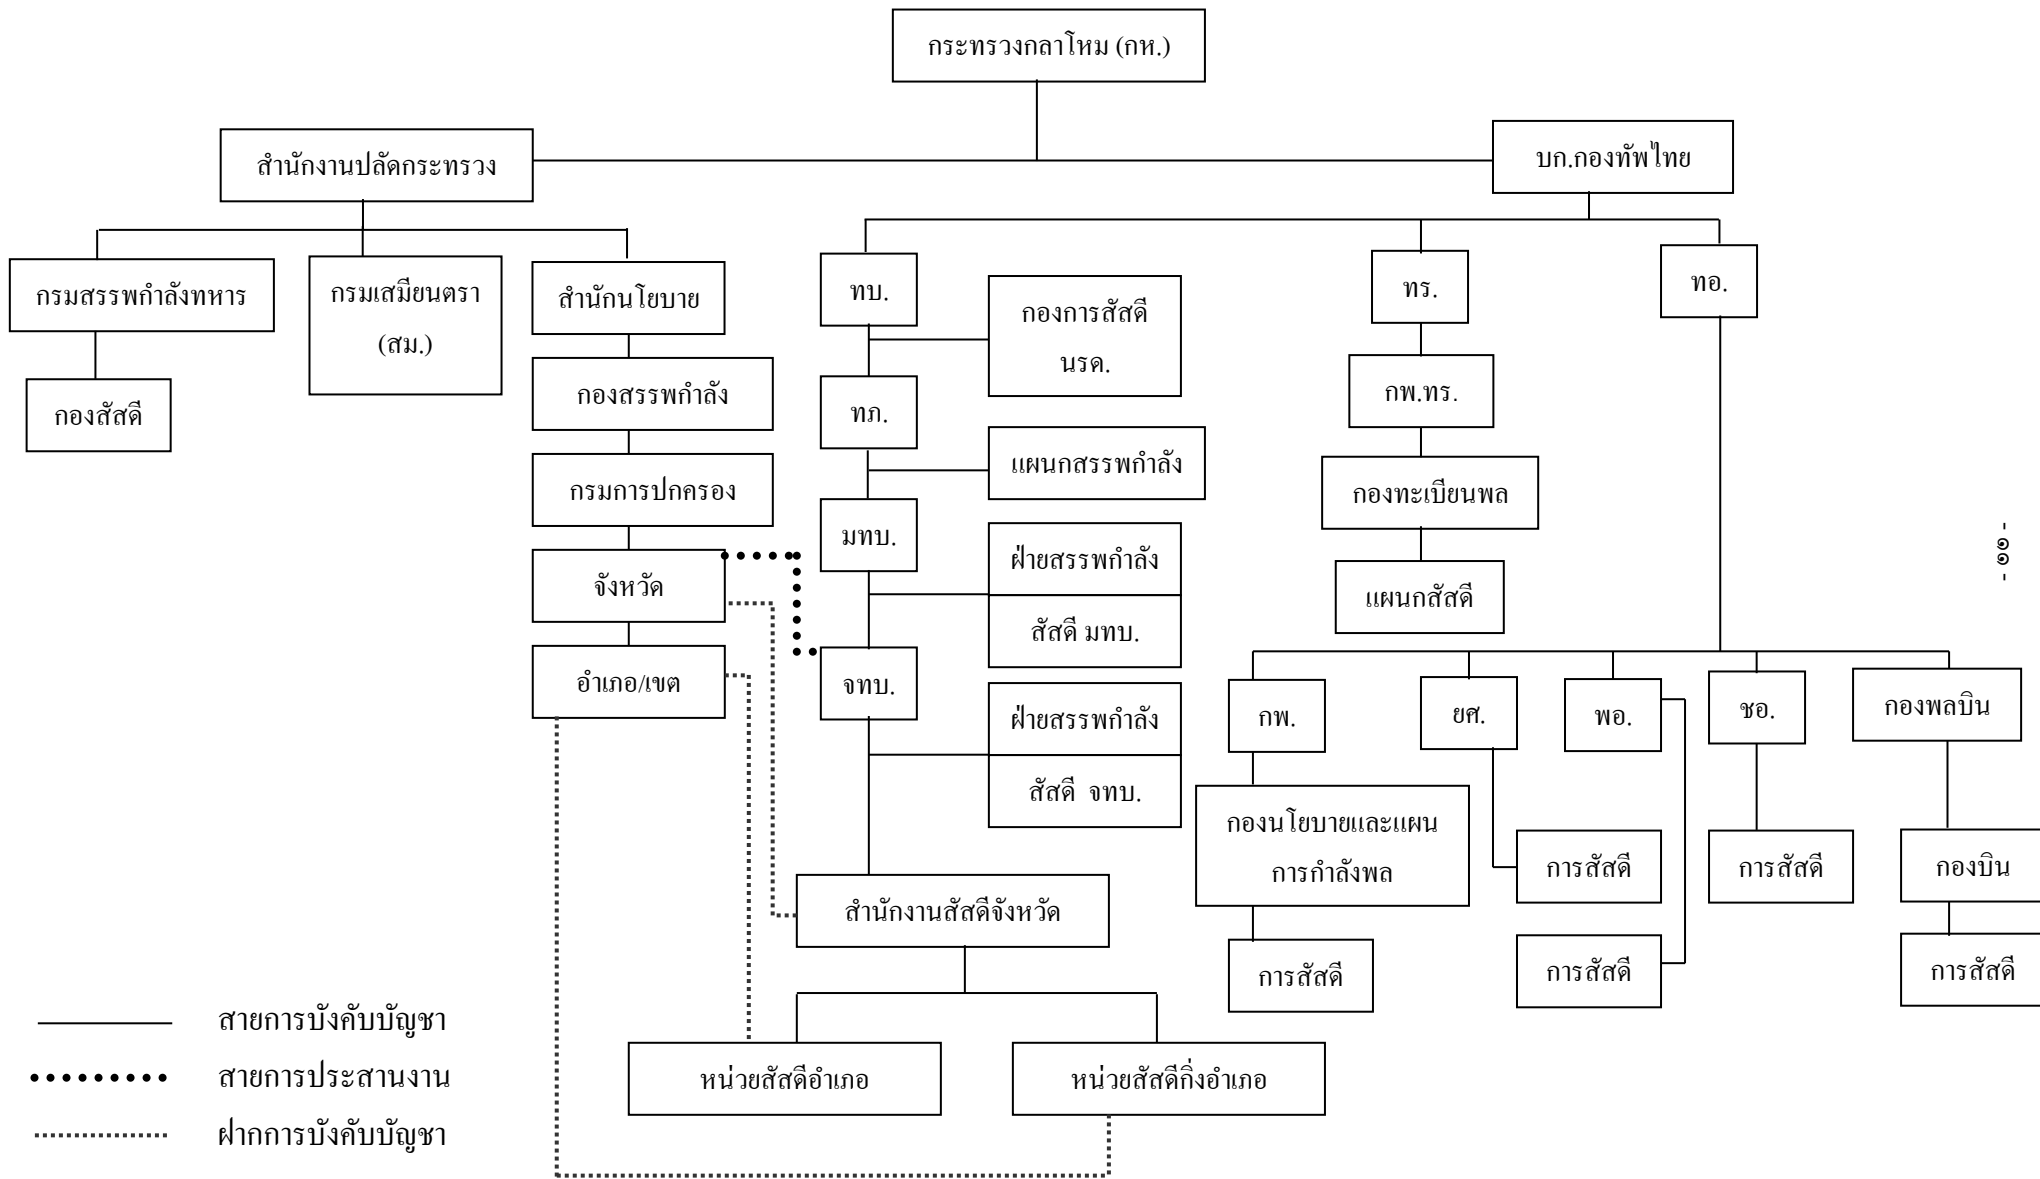 กระทรวงกลาโหม (กห.)
สำนักงานปลัดกระทรวง
บก.กองทัพไทย
กรมสรรพกำลังทหาร
กรมเสมียนตรา
(สม.)
สำนักนโยบาย
กองสัสดี
กองสรรพกำลัง
กรมการปกครอง
จังหวัด
อำเภอ/เขต
ทบ.
กองการสัสดี
นรด.
ทภ.
แผนกสรรพกำลัง
มทบ.
ฝ่ายสรรพกำลัง
สัสดี มทบ.
จทบ.
ฝ่ายสรรพกำลัง
สัสดี จทบ.
สำนักงานสัสดีจังหวัด
หน่วยสัสดีอำเภอ
หน่วยสัสดีกิ่งอำเภอ
ทร.
กพ.ทร.
กองทะเบียนพล
แผนกสัสดี
ทอ.
กพ.
ยศ.
พอ.
ชอ.
กองพลบิน
กองนโยบายและแผน
การกำลังพล
การสัสดี
การสัสดี
การสัสดี
การสัสดี
กองบิน
การสัสดี
- ๑๑ -
สายการบังคับบัญชา
สายการประสานงาน
ฝากการบังคับบัญชา